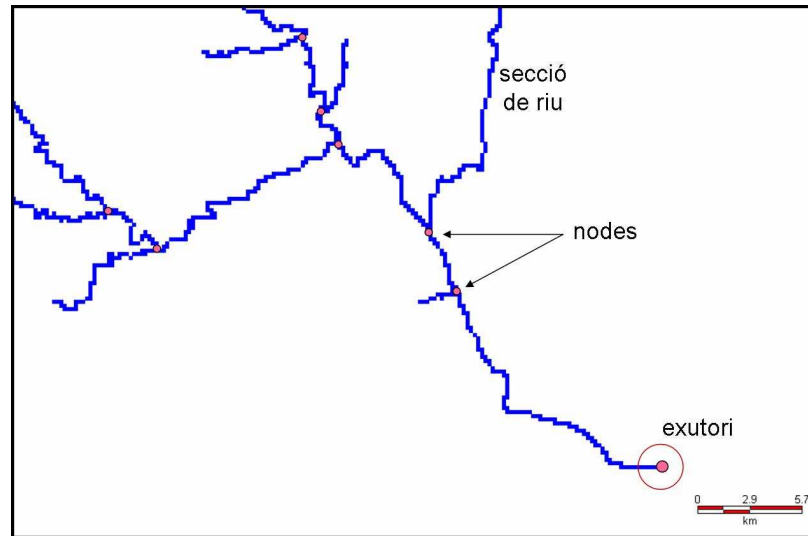 secció
de riu
nodes
exutori
0 2.9 5.7
km